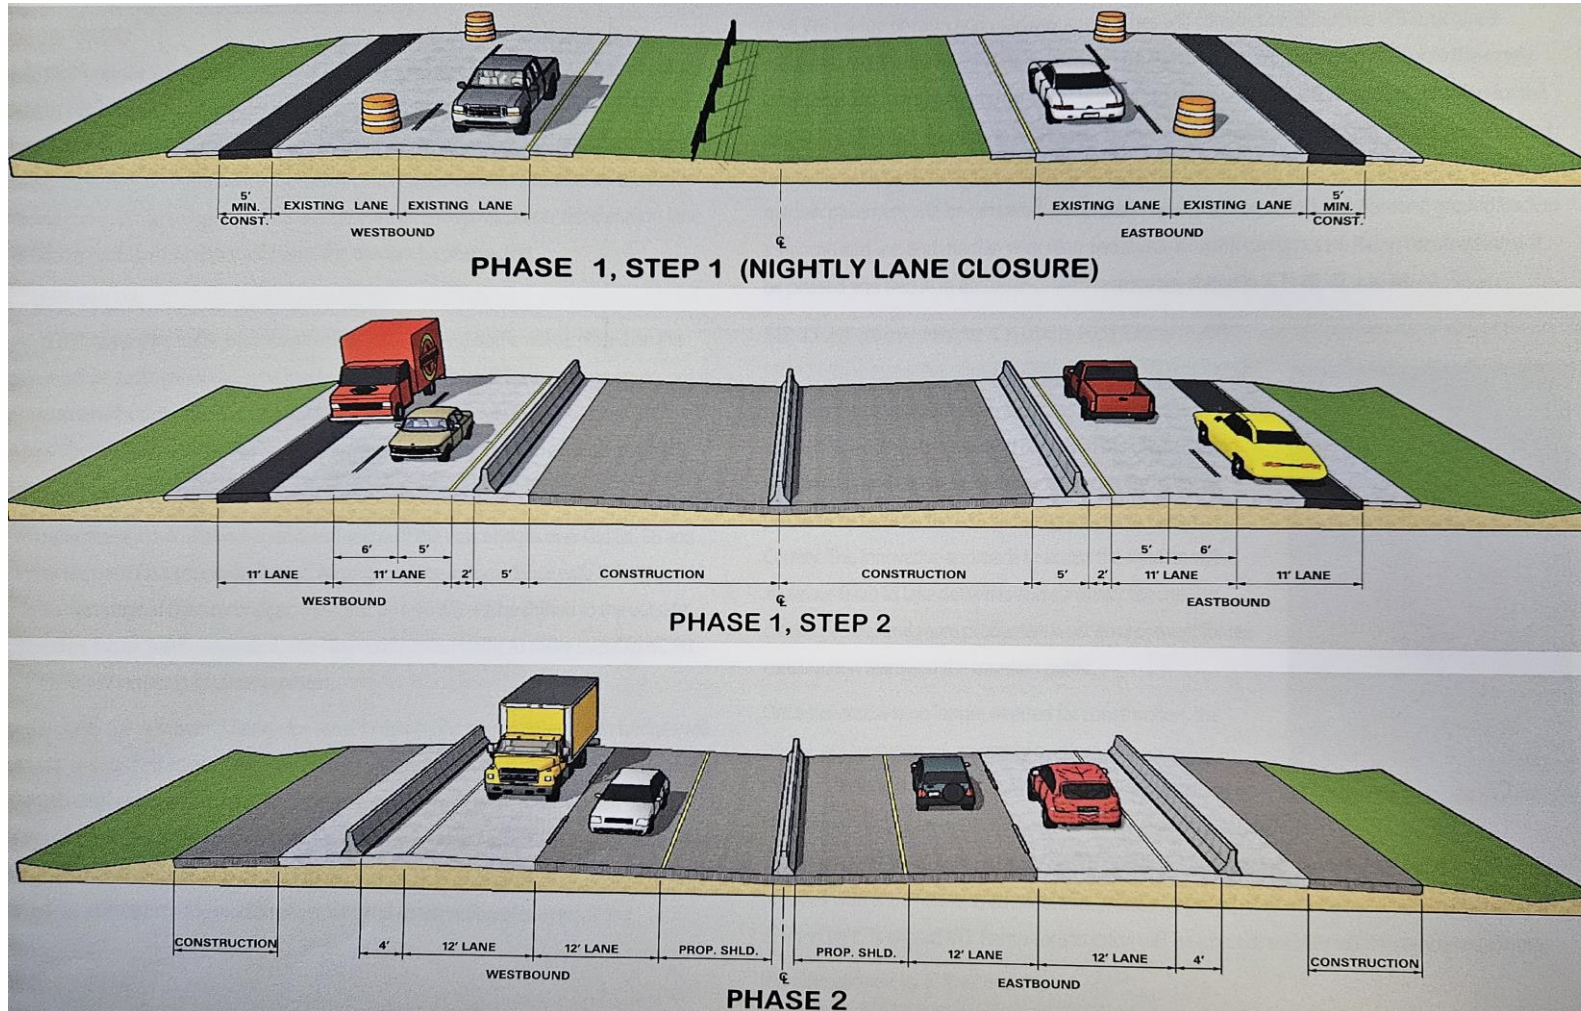 5'
MIN.
CONST.
EXISTING LANE
EXISTING LANE
WESTBOUND
℄
EXISTING LANE
EXISTING LANE
5'
MIN.
CONST.
EASTBOUND
PHASE 1, STEP 1 (NIGHTLY LANE CLOSURE)
6' 5' 5' 6'
11' LANE 11' LANE 2' 5' CONSTRUCTION CONSTRUCTION 5' 2' 11' LANE 11' LANE
WESTBOUND ℄ EASTBOUND
PHASE 1, STEP 2
CONSTRUCTION 4' 12' LANE 12' LANE PROP. SHLD. PROP. SHLD. 12' LANE 12' LANE 4' CONSTRUCTION
WESTBOUND ℄ EASTBOUND
PHASE 2